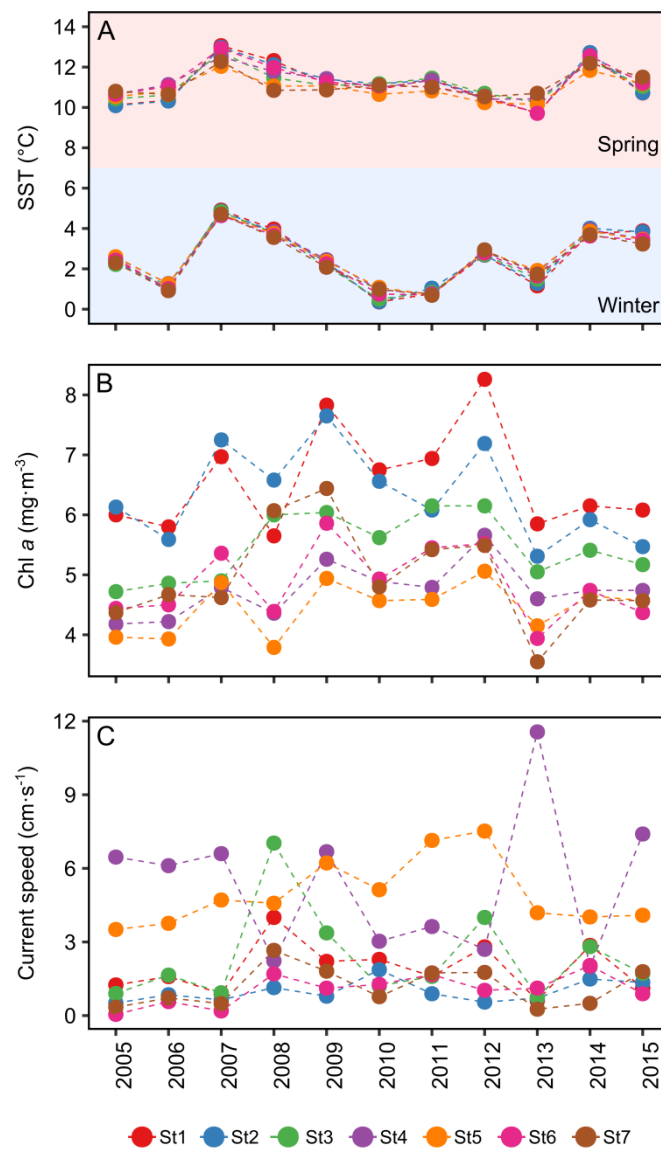 A
14
12
10
8
6
4
2
0
SST (°C)
Spring
Winter
B
8
7
6
5
4
Chl a (mg·m⁻³)
C
12
9
6
3
0
Current speed (cm·s⁻¹)
2005 2006 2007 2008 2009 2010 2011 2012 2013 2014 2015
St1 St2 St3 St4 St5 St6 St7